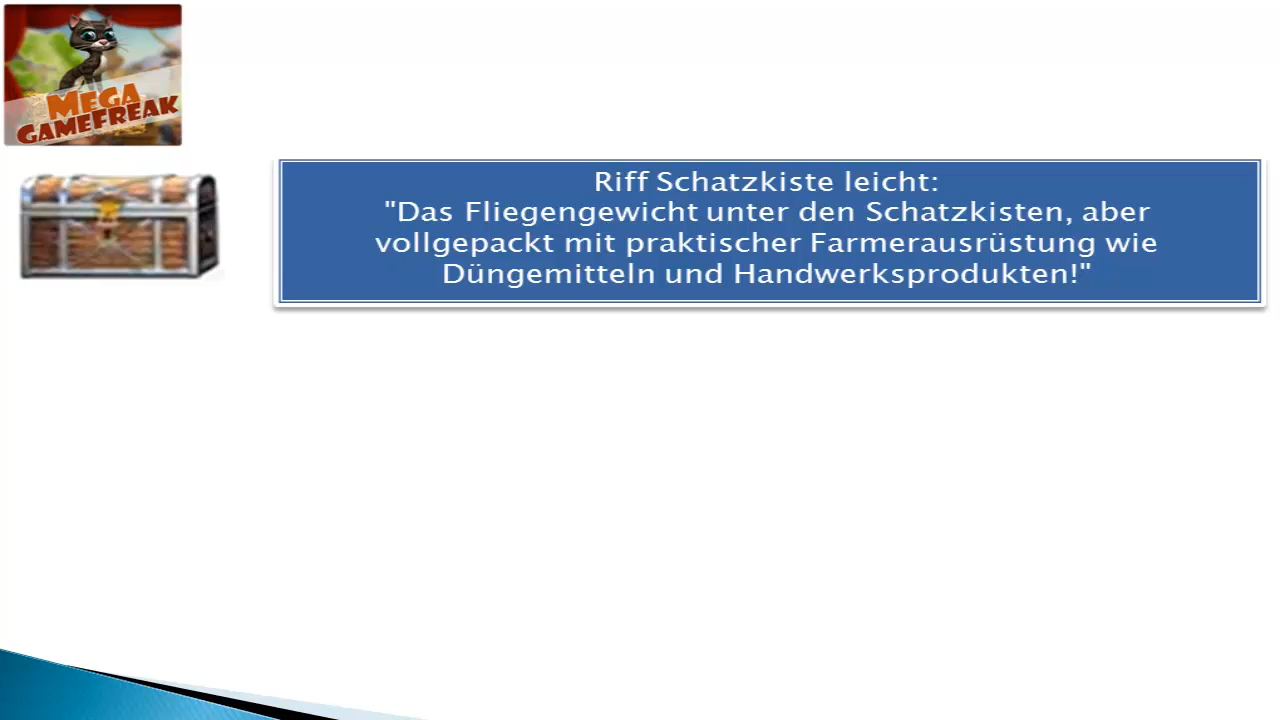 MEGA
GAMEFREAK
Riff Schatzkiste leicht:
"Das Fliegengewicht unter den Schatzkisten, aber
vollgepackt mit praktischer Farmerausrüstung wie
Düngemitteln und Handwerksprodukten!"